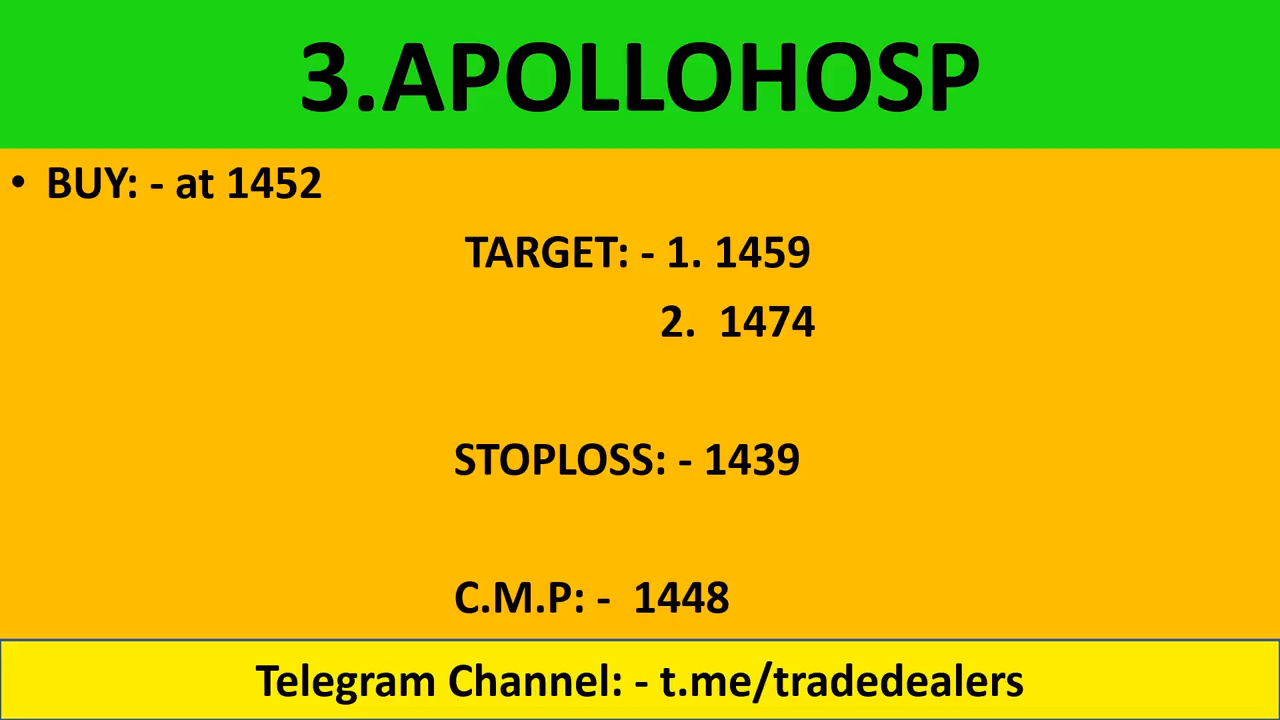 3.APOLLOHOSP
• BUY: - at 1452
TARGET: - 1. 1459
2. 1474
STOPLOSS: - 1439
C.M.P: - 1448
Telegram Channel: - t.me/tradedealers